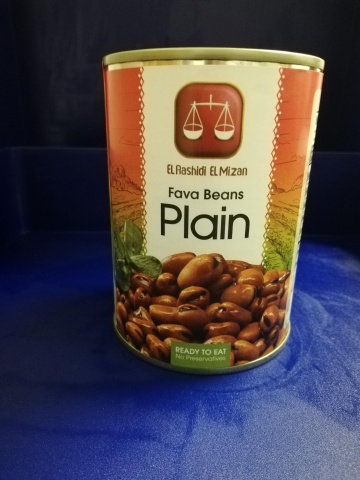 EL Rashidi EL Mizan
Fava Beans
Plain
READY TO EAT
No Preservatives